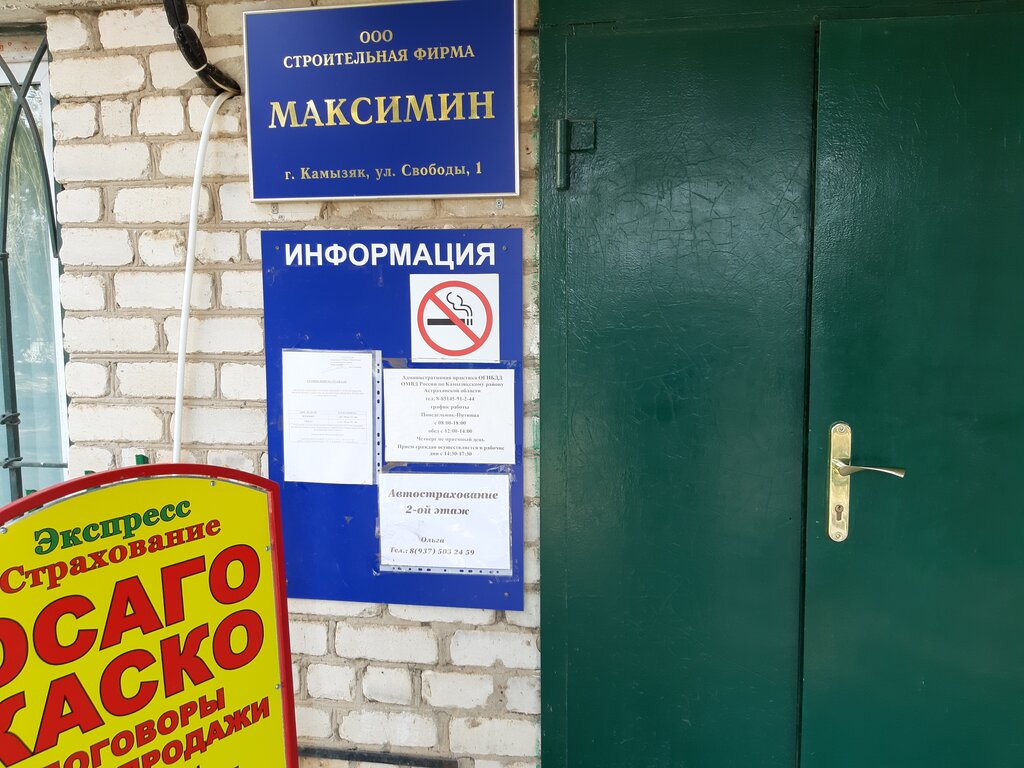 ООО
СТРОИТЕЛЬНАЯ ФИРМА
МАКСИМИН
г. Камызяк, ул. Свободы, 1
ИНФОРМАЦИЯ
Административная практика ОГИБДД
ОМВД России по Камызякскому району
Астраханской области
тел. 8-85145-91-2-44
график работы
Понедельник-Пятница
с 08:00-18:00
обед с 12:00-14:00
Четверг не приемный день
Прием граждан осуществляется в рабочие
дни с 14:30-17:30
Автострахование
2-ой этаж
Ольга
Тел.: 8(937) 503 24 59
Экспресс
Страхование
ОСАГО
КАСКО
ДОГОВОРЫ
ПРОДАЖИ